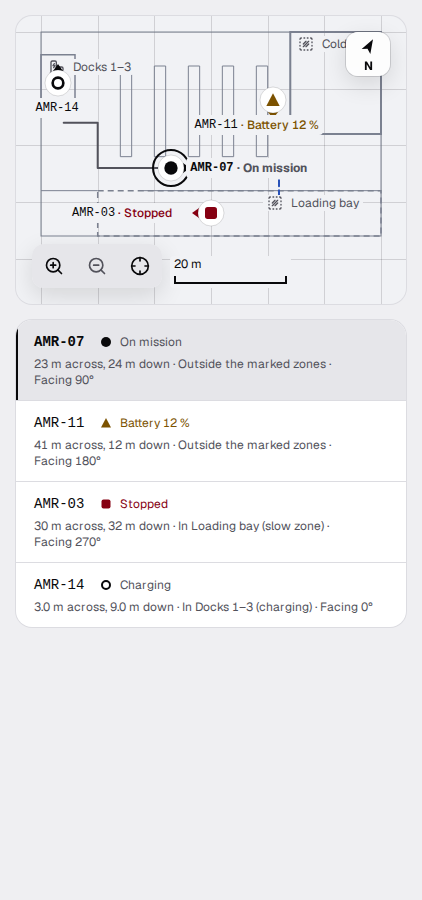 Cold
N
Docks 1–3
AMR-14
AMR-11 · Battery 12 %
AMR-07 · On mission
Loading bay
AMR-03 · Stopped
20 m
AMR-07 On mission
23 m across, 24 m down · Outside the marked zones ·
Facing 90°
AMR-11 Battery 12 %
41 m across, 12 m down · Outside the marked zones ·
Facing 180°
AMR-03 Stopped
30 m across, 32 m down · In Loading bay (slow zone) ·
Facing 270°
AMR-14 Charging
3.0 m across, 9.0 m down · In Docks 1–3 (charging) · Facing 0°